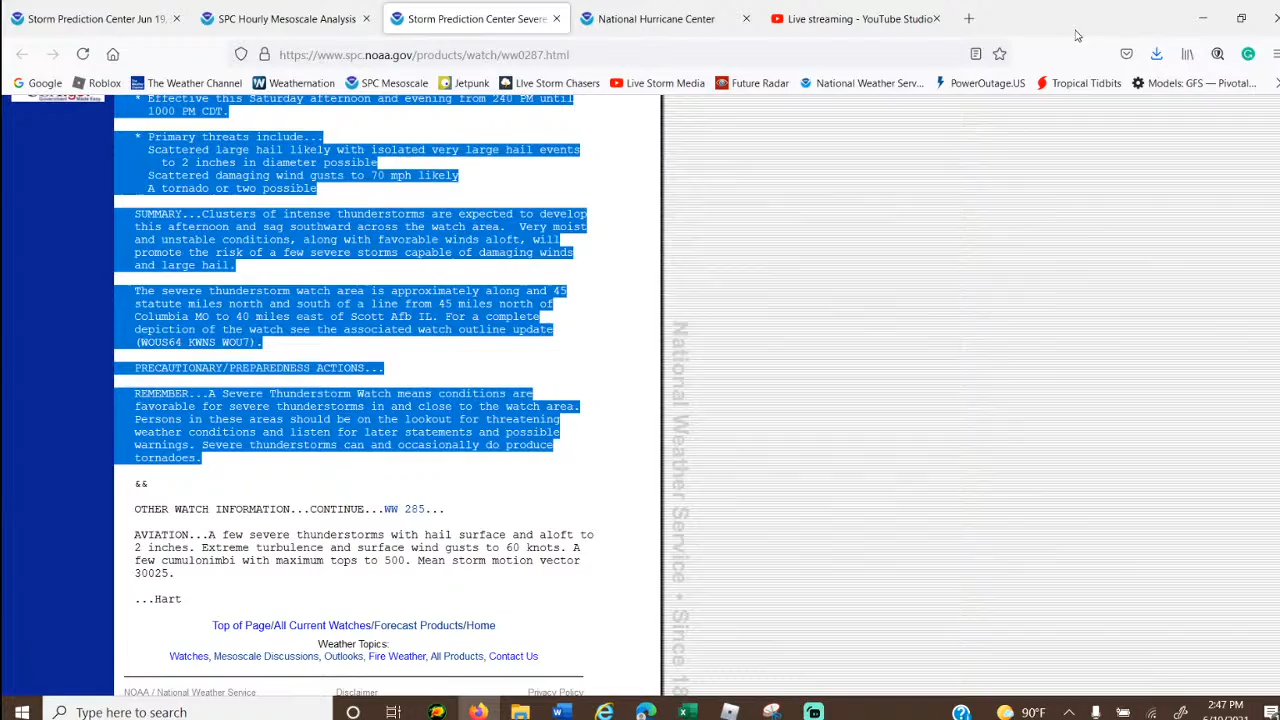 Storm Prediction Center Jun 19,
SPC Hourly Mesoscale Analysis
Storm Prediction Center Severe
National Hurricane Center
Live streaming - YouTube Studio
https://www.spc.noaa.gov/products/watch/ww0287.html
Google
Roblox
The Weather Channel
Weathernation
SPC Mesoscale
Jetpunk
Live Storm Chasers
Live Storm Media
Future Radar
National Weather Serv...
PowerOutage.US
Tropical Tidbits
Models: GFS — Pivotal...
Government Made Easy
* Effective this Saturday afternoon and evening from 240 PM until
1000 PM CDT.
* Primary threats include...
Scattered large hail likely with isolated very large hail events
to 2 inches in diameter possible
Scattered damaging wind gusts to 70 mph likely
A tornado or two possible
SUMMARY...Clusters of intense thunderstorms are expected to develop
this afternoon and sag southward across the watch area. Very moist
and unstable conditions, along with favorable winds aloft, will
promote the risk of a few severe storms capable of damaging winds
and large hail.
The severe thunderstorm watch area is approximately along and 45
statute miles north and south of a line from 45 miles north of
Columbia MO to 40 miles east of Scott Afb IL. For a complete
depiction of the watch see the associated watch outline update
(WOUS64 KWNS WOU7).
PRECAUTIONARY/PREPAREDNESS ACTIONS...
REMEMBER...A Severe Thunderstorm Watch means conditions are
favorable for severe thunderstorms in and close to the watch area.
Persons in these areas should be on the lookout for threatening
weather conditions and listen for later statements and possible
warnings. Severe thunderstorms can and occasionally do produce
tornadoes.
&&
OTHER WATCH INFORMATION...CONTINUE...WW 285...
AVIATION...A few severe thunderstorms with hail surface and aloft to
2 inches. Extreme turbulence and surface wind gusts to 60 knots. A
few cumulonimbi with maximum tops to 500. Mean storm motion vector
30025.
...Hart
Top of Page/All Current Watches/Forecast Products/Home
Weather Topics:
Watches, Mesoscale Discussions, Outlooks, Fire Weather, All Products, Contact Us
NOAA / National Weather Service
Disclaimer
Privacy Policy
National Weather Service • Since 18
Type here to search
90°F
2:47 PM